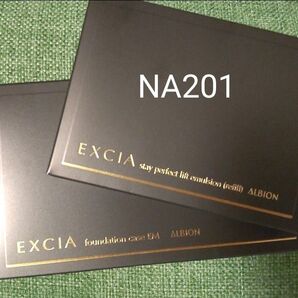 NA201
EXCIA stay perfect lift emulsion (refill) ALBION
EXCIA foundation case EM ALBION